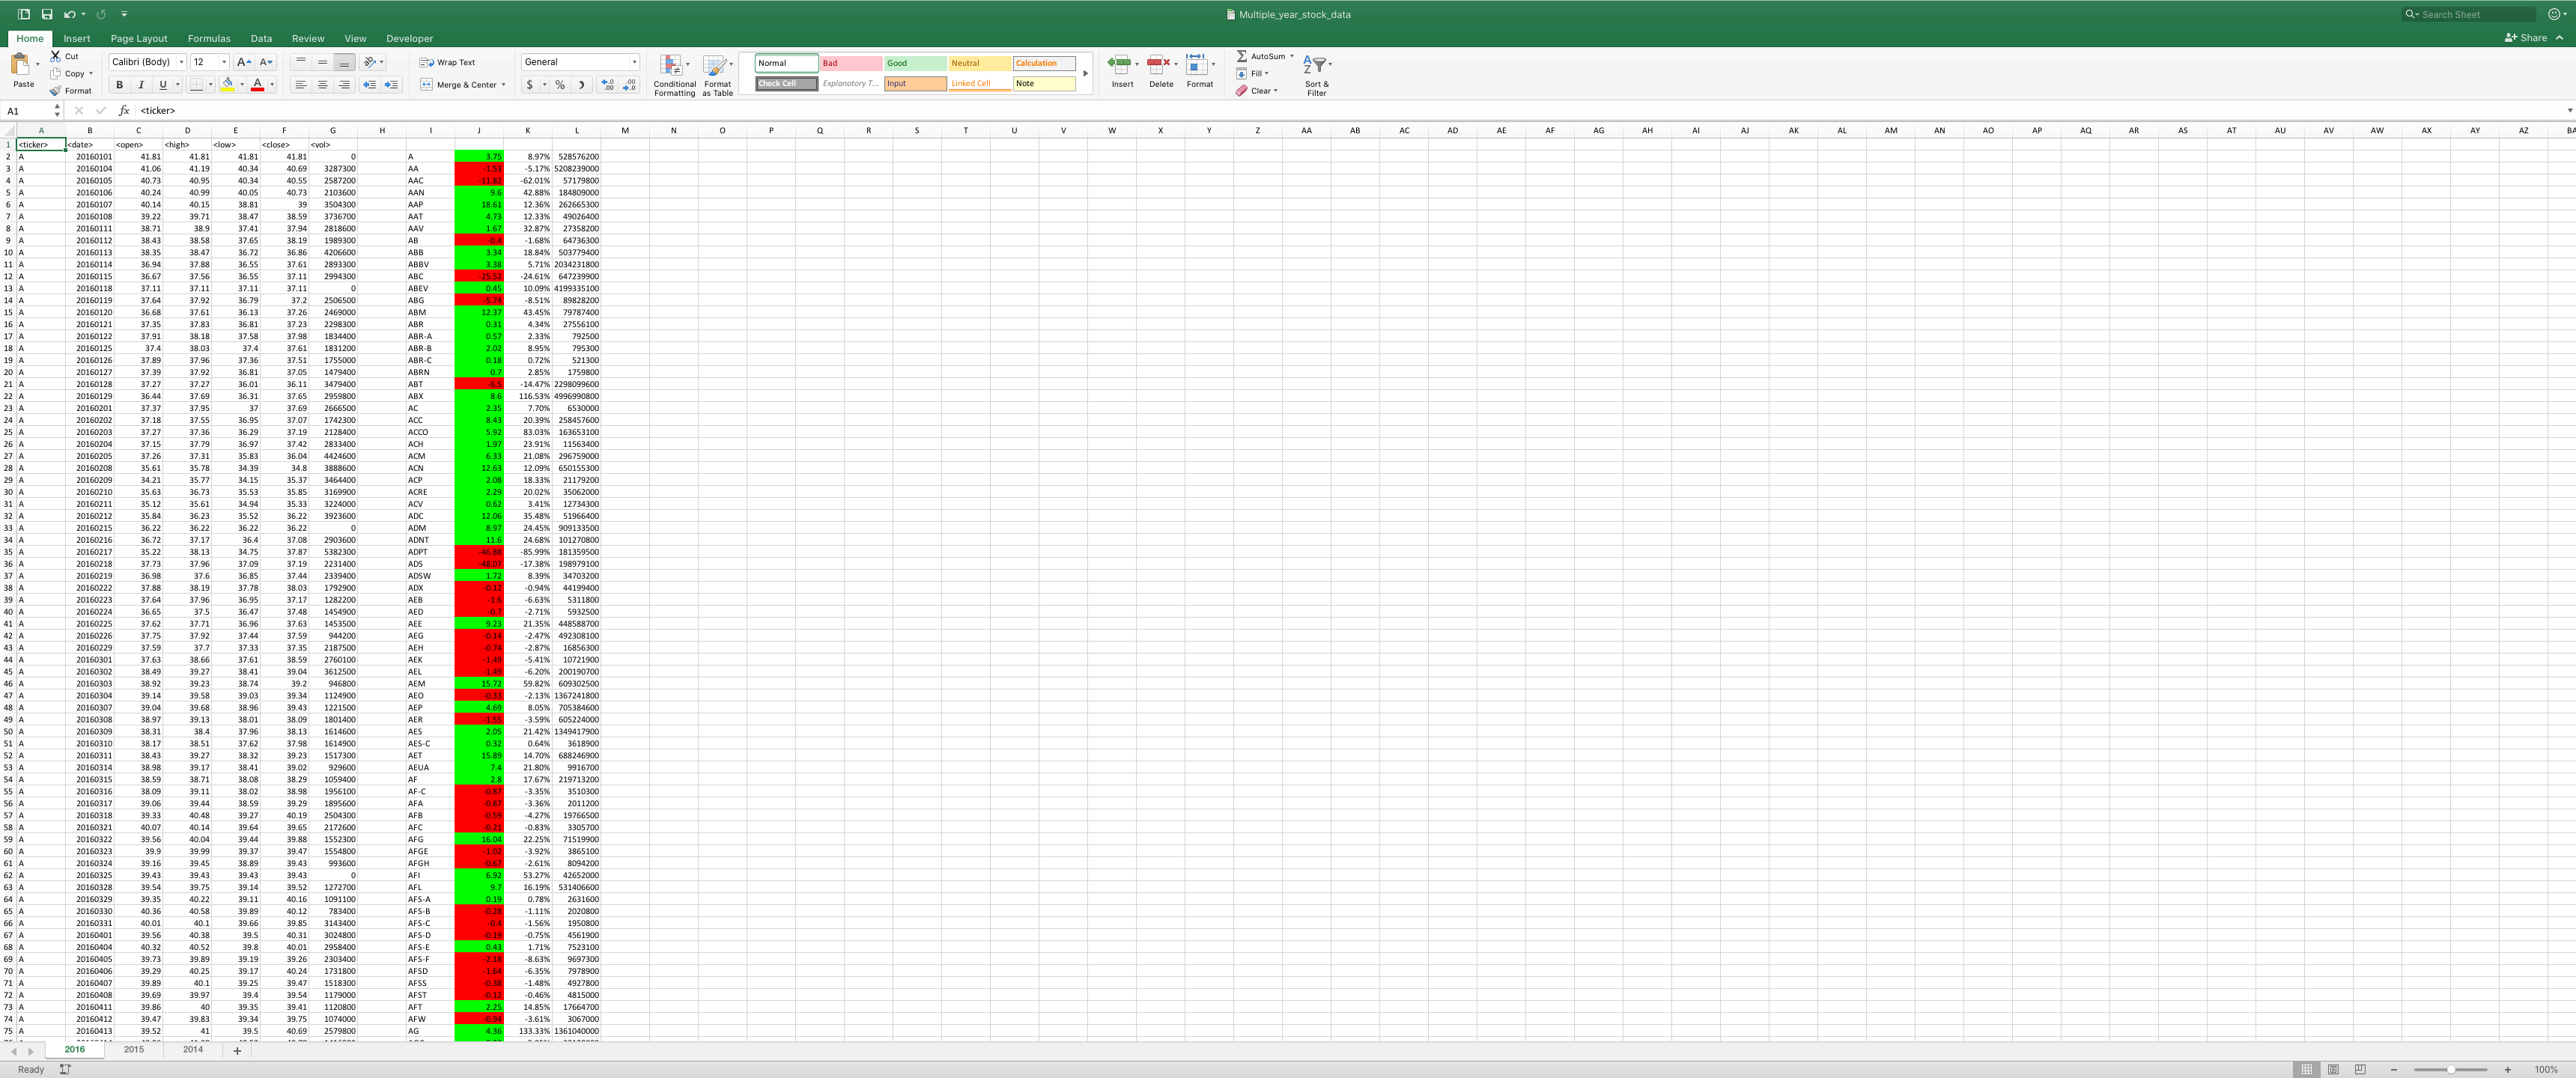 Multiple_year_stock_data
Search Sheet
Home Insert Page Layout Formulas Data Review View Developer
Share
Paste Cut Copy Format
Calibri (Body) 12
B I U
Wrap Text
Merge & Center
General
$ %
Conditional Formatting
Format as Table
Normal Bad Good Neutral Calculation
Check Cell Explanatory T... Input Linked Cell Note
Insert Delete Format
AutoSum
Fill
Clear
Sort & Filter
A1 fx <ticker>
A B C D E F G H I J K L M N O P Q R S T U V W X Y Z AA AB AC AD AE AF AG AH AI AJ AK AL AM AN AO AP AQ AR AS AT AU AV AW AX AY AZ BA
1 <ticker> <date> <open> <high> <low> <close> <vol>
2 A 20160101 41.81 41.81 41.81 41.81 0 A 3.75 8.97% 528576200
3 A 20160104 41.06 41.19 40.34 40.69 3287300 AA -1.53 -5.17% 5208239000
4 A 20160105 40.73 40.95 40.34 40.55 2587200 AAC -11.82 -62.01% 57179800
5 A 20160106 40.24 40.99 40.05 40.73 2103600 AAN 9.6 42.88% 184809000
6 A 20160107 40.14 40.15 38.81 39 3504300 AAP 18.61 12.36% 262665300
7 A 20160108 39.22 39.71 38.47 38.59 3736700 AAT 4.73 12.33% 49026400
8 A 20160111 38.71 38.9 37.41 37.94 2818600 AAV 1.67 32.87% 27358200
9 A 20160112 38.43 38.58 37.65 38.19 1989300 AB -0.4 -1.68% 64736300
10 A 20160113 38.35 38.47 36.72 36.86 4206600 ABB 3.34 18.84% 503779400
11 A 20160114 36.94 37.88 36.55 37.61 2893300 ABBV 3.38 5.71% 2034231800
12 A 20160115 36.67 37.56 36.55 37.11 2994300 ABC -25.52 -24.61% 647239900
13 A 20160118 37.11 37.11 37.11 37.11 0 ABEV 0.45 10.09% 4199335100
14 A 20160119 37.64 37.92 36.79 37.2 2506500 ABG -5.74 -8.51% 89828200
15 A 20160120 36.68 37.61 36.13 37.26 2469000 ABM 12.37 43.45% 79787400
16 A 20160121 37.35 37.83 36.81 37.23 2298300 ABR 0.31 4.34% 27556100
17 A 20160122 37.91 38.18 37.58 37.98 1834400 ABR-A 0.57 2.33% 792500
18 A 20160125 37.4 38.03 37.4 37.61 1831200 ABR-B 2.02 8.95% 795300
19 A 20160126 37.89 37.96 37.36 37.51 1755000 ABR-C 0.18 0.72% 521300
20 A 20160127 37.39 37.92 36.81 37.05 1479400 ABRN 0.7 2.85% 1759800
21 A 20160128 37.27 37.27 36.01 36.11 3479400 ABT -6.5 -14.47% 2298099600
22 A 20160129 36.44 37.69 36.31 37.65 2959800 ABX 8.6 116.53% 4996990800
23 A 20160201 37.37 37.95 37 37.69 2666500 AC 2.35 7.70% 6530000
24 A 20160202 37.18 37.55 36.95 37.07 1742300 ACC 8.43 20.39% 258457600
25 A 20160203 37.27 37.36 36.29 37.19 2128400 ACCO 5.92 83.03% 163653100
26 A 20160204 37.15 37.79 36.97 37.42 2833400 ACH 1.97 23.91% 11563400
27 A 20160205 37.26 37.31 35.83 36.04 4424600 ACM 6.33 21.08% 296759000
28 A 20160208 35.61 35.78 34.39 34.8 3888600 ACN 12.63 12.09% 650155300
29 A 20160209 34.21 35.77 34.15 35.37 3464400 ACP 2.08 18.33% 21179200
30 A 20160210 35.63 36.73 35.53 35.85 3169900 ACRE 2.29 20.02% 35062000
31 A 20160211 35.12 35.61 34.94 35.33 3224000 ACV 0.62 3.41% 12734300
32 A 20160212 35.84 36.23 35.52 36.22 3923600 ADC 12.06 35.48% 51966400
33 A 20160215 36.22 36.22 36.22 36.22 0 ADM 8.97 24.45% 909133500
34 A 20160216 36.72 37.17 36.4 37.08 2903600 ADNT 11.6 24.68% 101270800
35 A 20160217 35.22 38.13 34.75 37.87 5382300 ADPT -46.88 -85.99% 181359500
36 A 20160218 37.73 37.96 37.09 37.19 2231400 ADS -46.07 -17.38% 198979100
37 A 20160219 36.98 37.6 36.85 37.44 2339400 ADSW 1.72 8.39% 34703200
38 A 20160222 37.88 38.19 37.78 38.03 1792900 ADX -0.12 -0.94% 44199400
39 A 20160223 37.64 37.96 36.95 37.17 1282200 AEB -1.6 -6.63% 5311800
40 A 20160224 36.65 37.5 36.47 37.48 1454900 AED -0.7 -2.71% 5932500
41 A 20160225 37.62 37.71 36.96 37.63 1453500 AEE 9.23 21.35% 448588700
42 A 20160226 37.75 37.92 37.44 37.59 944200 AEG -0.14 -2.47% 492308100
43 A 20160229 37.59 37.7 37.33 37.35 2187500 AEH -0.74 -2.87% 16856300
44 A 20160301 37.63 38.66 37.61 38.59 2760100 AEK -1.49 -5.41% 10721900
45 A 20160302 38.49 39.27 38.41 39.04 3612500 AEL -1.49 -6.20% 200190700
46 A 20160303 38.92 39.23 38.74 39.2 946800 AEM 15.72 59.82% 609302500
47 A 20160304 39.14 39.58 39.03 39.34 1124900 AEO -0.33 -2.13% 1367241800
48 A 20160307 39.04 39.68 38.96 39.43 1221500 AEP 4.69 8.05% 705384600
49 A 20160308 38.97 39.13 38.01 38.09 1801400 AER -1.55 -3.59% 605224000
50 A 20160309 38.31 38.4 37.96 38.13 1614600 AES 2.05 21.42% 1349417900
51 A 20160310 38.17 38.51 37.62 37.98 1614900 AES-C 0.32 0.64% 3618900
52 A 20160311 38.43 39.27 38.32 39.23 1517300 AET 15.89 14.70% 688246900
53 A 20160314 38.98 39.17 38.41 39.02 929600 AEUA 7.4 21.80% 9916700
54 A 20160315 38.59 38.71 38.08 38.29 1059400 AF 2.8 17.67% 219713200
55 A 20160316 38.09 39.11 38.02 38.98 1956100 AF-C -0.87 -3.35% 3510300
56 A 20160317 39.06 39.44 38.59 39.29 1895600 AFA -0.87 -3.36% 2011200
57 A 20160318 39.33 40.48 39.27 40.19 2504300 AFB -0.59 -4.27% 19766500
58 A 20160321 40.07 40.14 39.64 39.65 2172600 AFC -0.21 -0.83% 3305700
59 A 20160322 39.56 40.04 39.44 39.88 1552300 AFG 16.04 22.25% 71519900
60 A 20160323 39.9 39.99 39.37 39.47 1554800 AFGE -1.02 -3.92% 3865100
61 A 20160324 39.16 39.45 38.89 39.43 993600 AFGH -0.67 -2.61% 8094200
62 A 20160325 39.43 39.43 39.43 39.43 0 AFI 6.92 53.27% 42652000
63 A 20160328 39.54 39.75 39.14 39.52 1272700 AFL 9.7 16.19% 531406600
64 A 20160329 39.35 40.22 39.11 40.16 1091100 AFS-A 0.19 0.78% 2631600
65 A 20160330 40.36 40.58 39.89 40.12 783400 AFS-B -0.28 -1.11% 2020800
66 A 20160331 40.01 40.1 39.66 39.85 3143400 AFS-C -0.4 -1.56% 1950800
67 A 20160401 39.56 40.38 39.5 40.31 3024800 AFS-D -0.19 -0.75% 4561900
68 A 20160404 40.32 40.52 39.8 40.01 2958400 AFS-E 0.43 1.71% 7523100
69 A 20160405 39.73 39.89 39.19 39.26 2303400 AFS-F -2.18 -8.63% 9697300
70 A 20160406 39.29 40.25 39.17 40.24 1731800 AFSD -1.64 -6.35% 7978900
71 A 20160407 39.89 40.1 39.25 39.47 1518300 AFSS -0.38 -1.48% 4927800
72 A 20160408 39.69 39.97 39.4 39.54 1179000 AFST -0.12 -0.46% 4815000
73 A 20160411 39.86 40 39.35 39.41 1120800 AFT 2.25 14.85% 17664700
74 A 20160412 39.47 39.83 39.34 39.75 1074000 AFW -0.94 -3.61% 3067000
75 A 20160413 39.52 41 39.5 40.69 2579800 AG 4.36 133.33% 1361040000
2016 2015 2014
Ready
100%